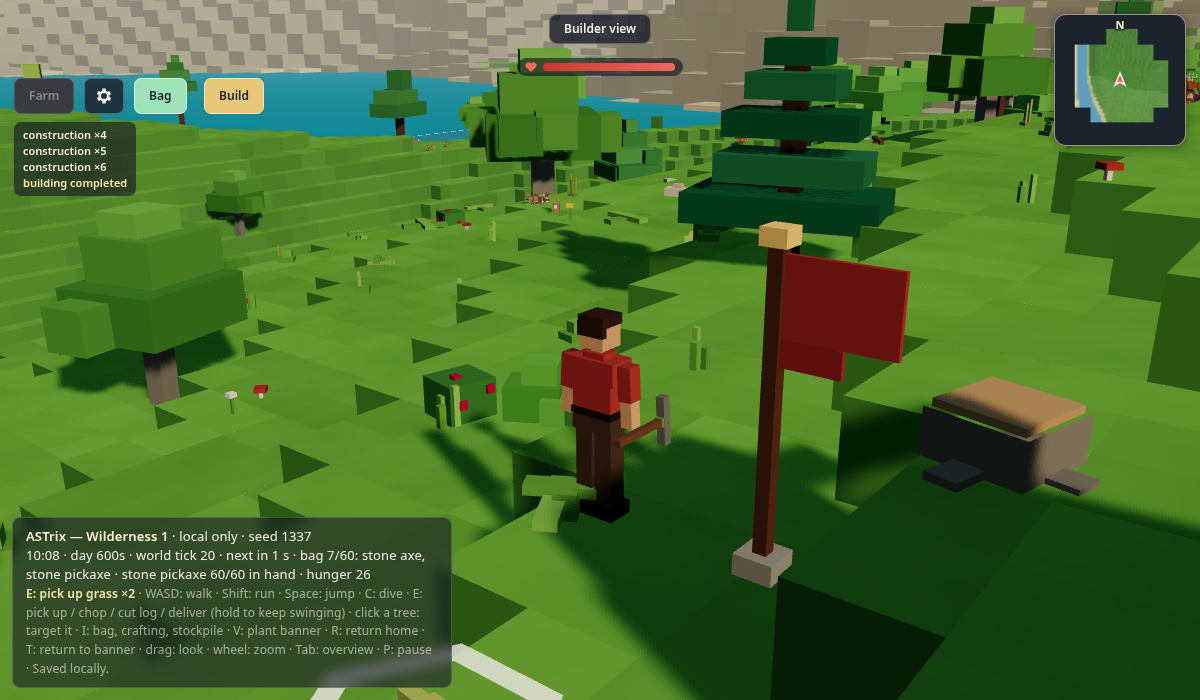 Builder view
N
Farm
Bag
Build
construction ×4
construction ×5
construction ×6
building completed
ASTrix — Wilderness 1 · local only · seed 1337
10:08 · day 600s · world tick 20 · next in 1 s · bag 7/60: stone axe,
stone pickaxe · stone pickaxe 60/60 in hand · hunger 26
E: pick up grass ×2 · WASD: walk · Shift: run · Space: jump · C: dive · E:
pick up / chop / cut log / deliver (hold to keep swinging) · click a tree:
target it · I: bag, crafting, stockpile · V: plant banner · R: return home ·
T: return to banner · drag: look · wheel: zoom · Tab: overview · P: pause
· Saved locally.